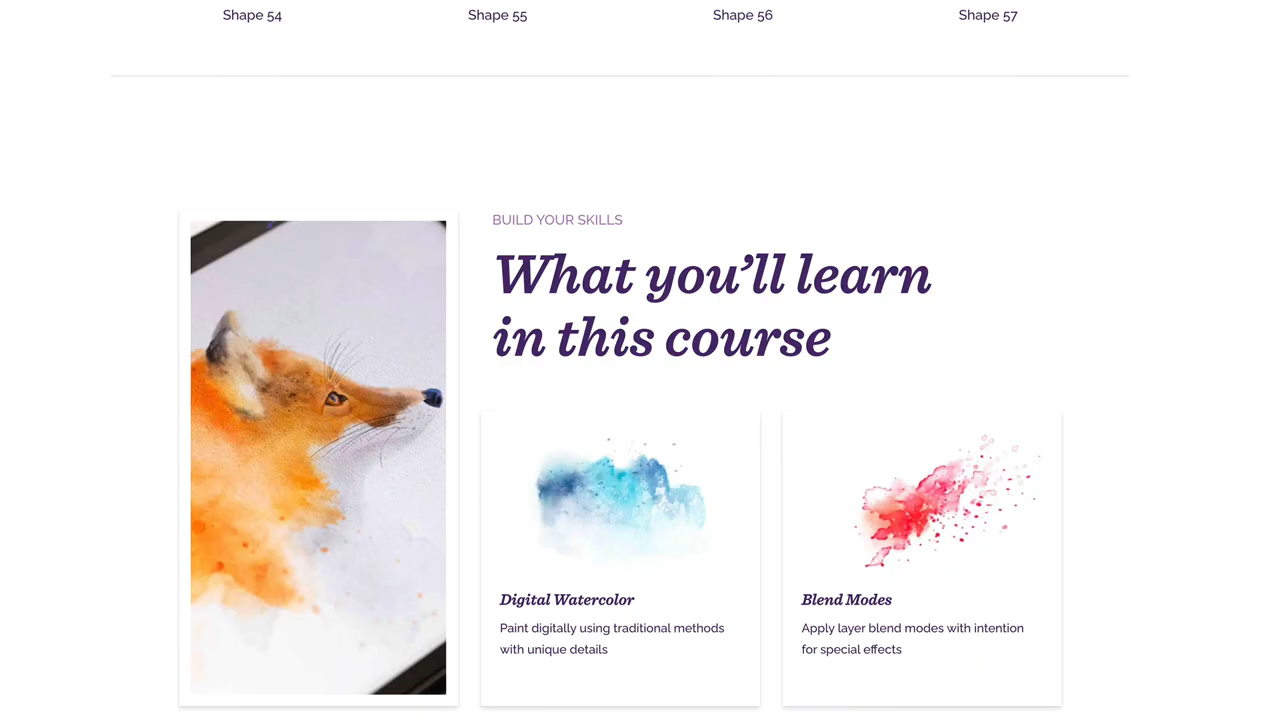 Shape 54
Shape 55
Shape 56
Shape 57
BUILD YOUR SKILLS
What you’ll learn
in this course
Digital Watercolor
Paint digitally using traditional methods
with unique details
Blend Modes
Apply layer blend modes with intention
for special effects